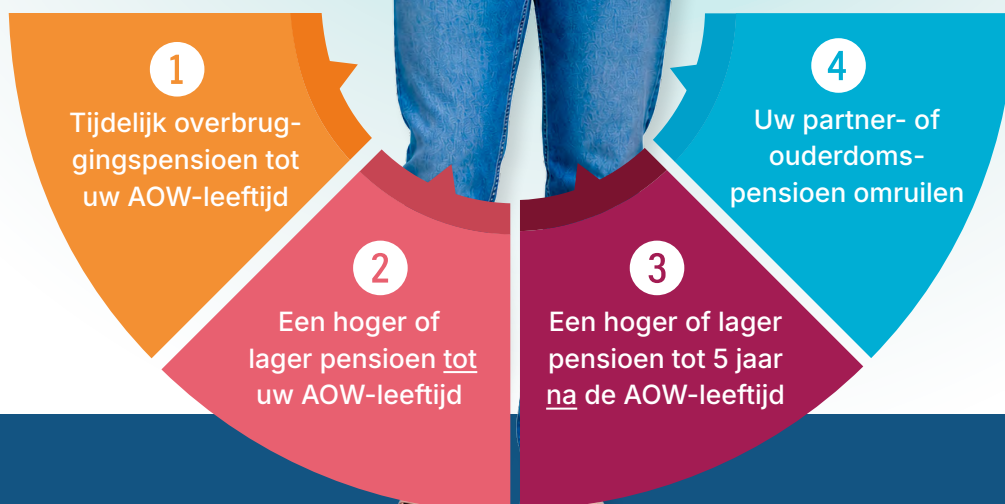 1
Tijdelijk overbrug-
gingspensioen tot
uw AOW-leeftijd
2
Een hoger of
lager pensioen tot
uw AOW-leeftijd
3
Een hoger of lager
pensioen tot 5 jaar
na de AOW-leeftijd
4
Uw partner- of
ouderdoms-
pensioen omruilen